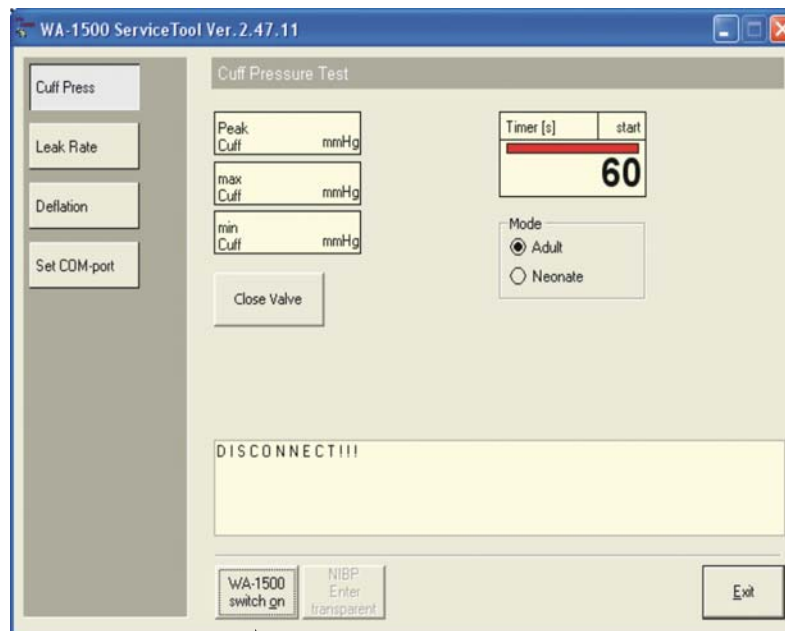 WA-1500 ServiceTool Ver.2.47.11
Cuff Press
Leak Rate
Deflation
Set COM-port
Cuff Pressure Test
Peak
Cuff mmHg
max
Cuff mmHg
min
Cuff mmHg
Close Valve
Timer [s] start
60
Mode
Adult
Neonate
DISCONNECT!!!
WA-1500
switch on
NIBP
Enter
transparent
Exit